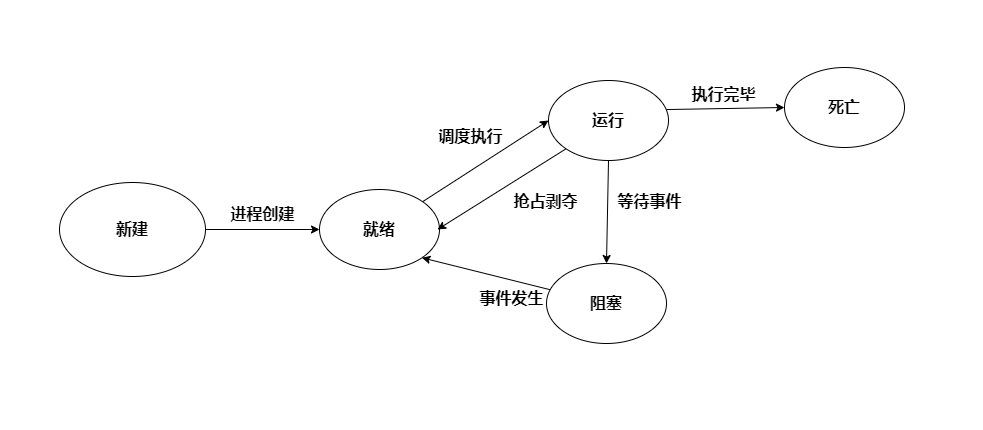 执行完毕
运行
死亡
调度执行
抢占剥夺
等待事件
进程创建
新建
就绪
事件发生
阻塞